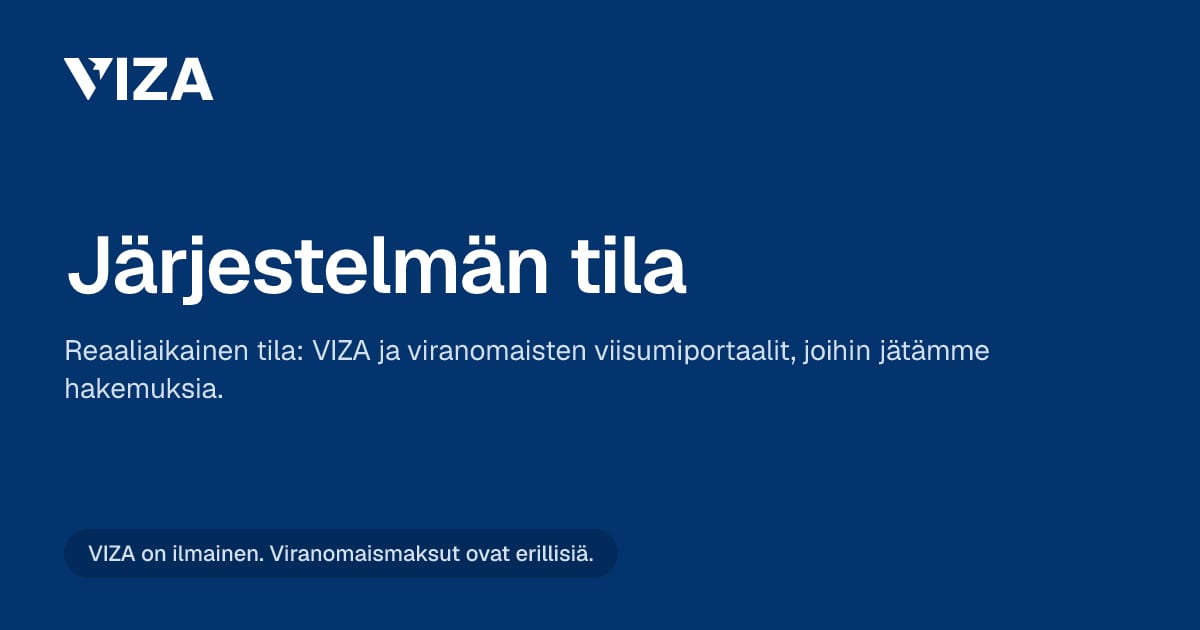 VIZA
Järjestelmän tila
Reaaliaikainen tila: VIZA ja viranomaisten viisumiportaalit, joihin jätämme
hakemuksia.
VIZA on ilmainen. Viranomaismaksut ovat erillisiä.